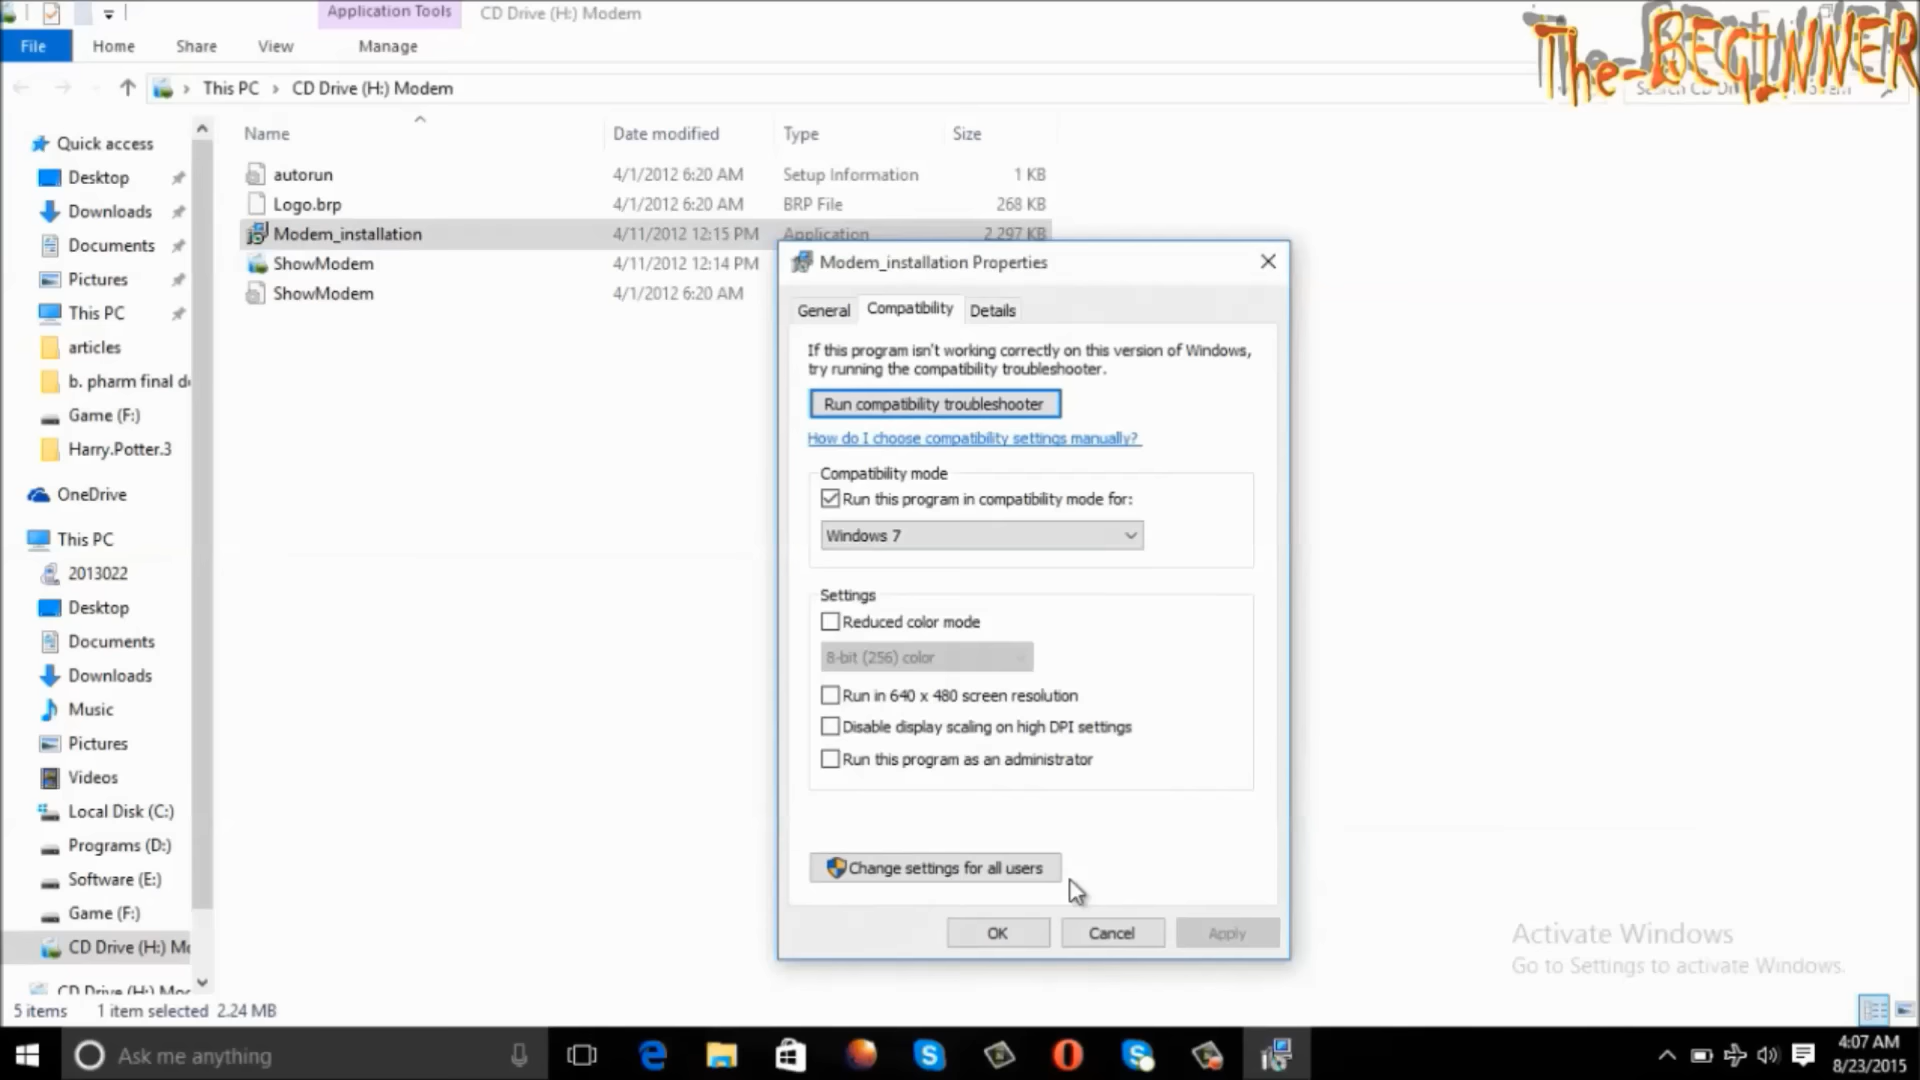 Application Tools
CD Drive (H:) Modem
The-BEGINNER
File
Home
Share
View
Manage
This PC
CD Drive (H:) Modem
Name
Date modified
Type
Size
autorun
4/1/2012 6:20 AM
Setup Information
1 KB
Logo.brp
4/1/2012 6:20 AM
BRP File
268 KB
Modem_installation
4/11/2012 12:15 PM
Application
2,297 KB
ShowModem
4/11/2012 12:14 PM
ShowModem
4/1/2012 6:20 AM
Quick access
Desktop
Downloads
Documents
Pictures
This PC
articles
b. pharm final d
Game (F:)
Harry.Potter.3
OneDrive
This PC
2013022
Desktop
Documents
Downloads
Music
Pictures
Videos
Local Disk (C:)
Programs (D:)
Software (E:)
Game (F:)
CD Drive (H:) Mo
CD Drive (H:) Mo
5 items
1 item selected 2.24 MB
Modem_installation Properties
General
Compatibility
Details
If this program isn't working correctly on this version of Windows,
try running the compatibility troubleshooter.
Run compatibility troubleshooter
How do I choose compatibility settings manually?
Compatibility mode
Run this program in compatibility mode for:
Windows 7
Settings
Reduced color mode
8-bit (256) color
Run in 640 x 480 screen resolution
Disable display scaling on high DPI settings
Run this program as an administrator
Change settings for all users
OK
Cancel
Apply
Activate Windows
Go to Settings to activate Windows.
Ask me anything
4:07 AM
8/23/2015